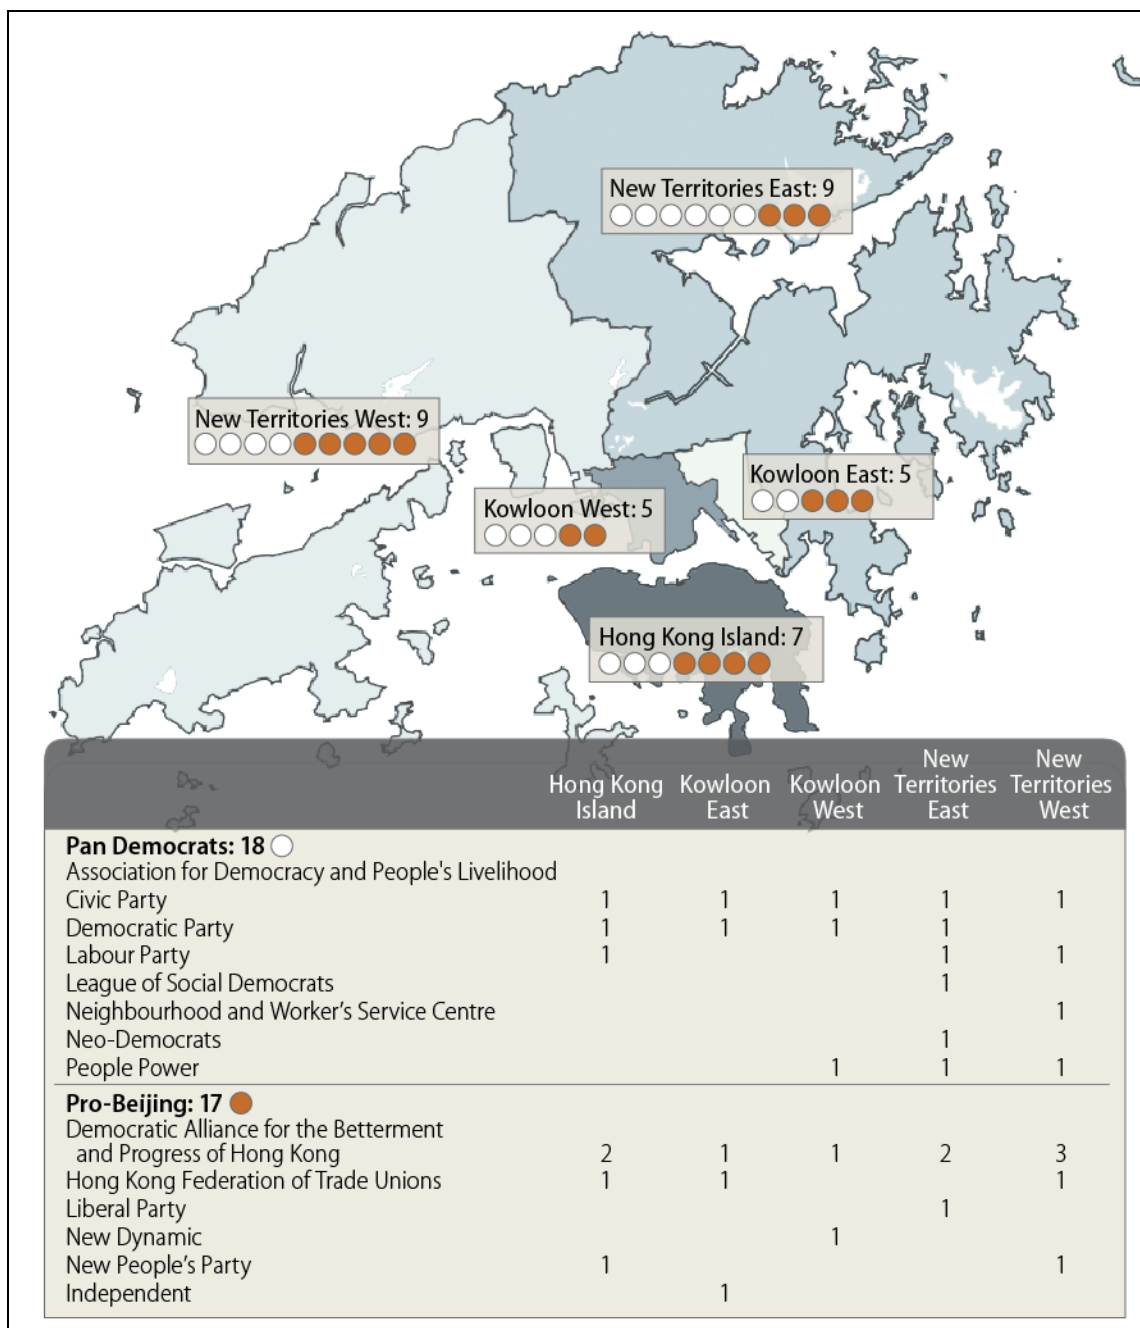 New Territories East: 9
New Territories West: 9
Kowloon East: 5
Kowloon West: 5
Hong Kong Island: 7
Hong Kong Island Kowloon East Kowloon West New Territories East New Territories West
Pan Democrats: 18
Association for Democracy and People's Livelihood
Civic Party 1 1 1 1 1
Democratic Party 1 1 1 1
Labour Party 1 1 1
League of Social Democrats 1
Neighbourhood and Worker’s Service Centre 1
Neo-Democrats 1
People Power 1 1 1
Pro-Beijing: 17
Democratic Alliance for the Betterment
and Progress of Hong Kong 2 1 1 2 3
Hong Kong Federation of Trade Unions 1 1 1
Liberal Party 1
New Dynamic 1
New People’s Party 1 1
Independent 1